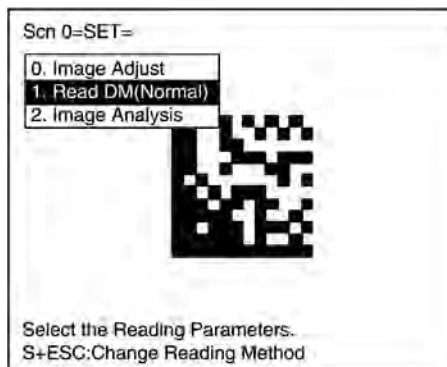 Scn 0=SET=
0. Image Adjust
1. Read DM(Normal)
2. Image Analysis
Select the Reading Parameters.
S+ESC:Change Reading Method